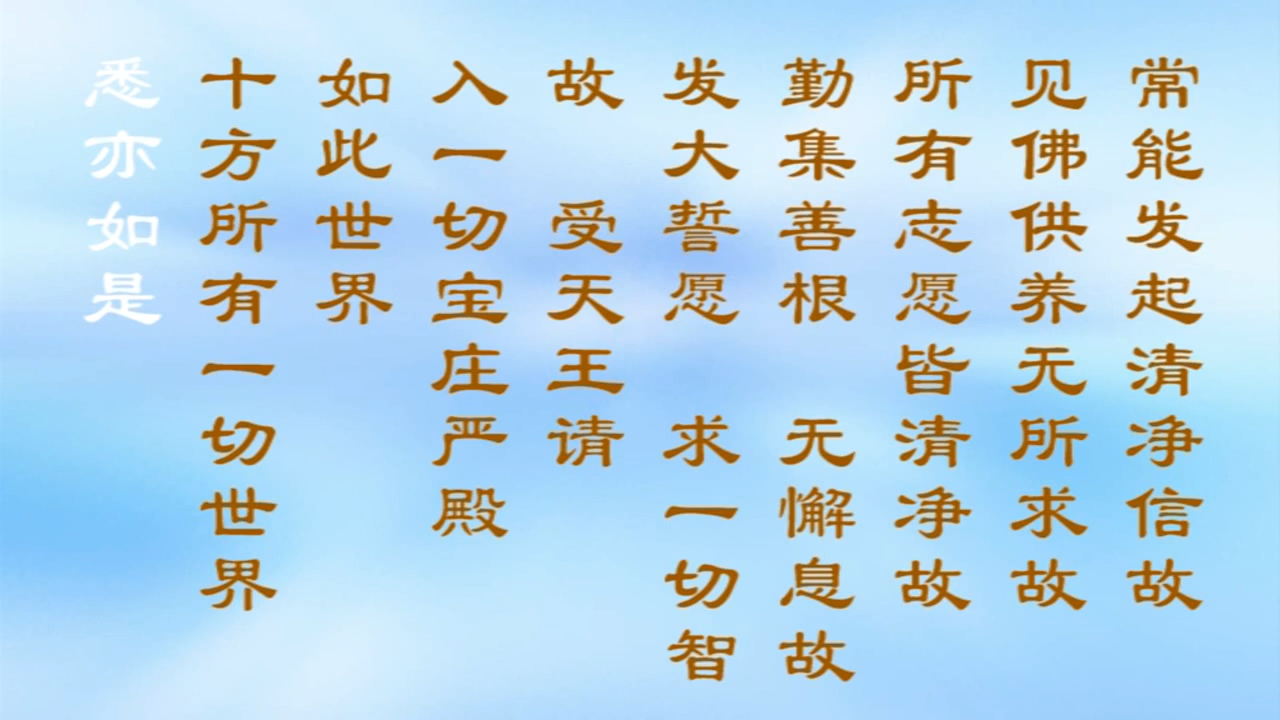 常能发起清净信故
见佛供养无所求故
所有志愿皆清净故
勤集善根 无懈息故
发大誓愿 求一切智
故 受天王请
入一切宝庄严殿
如此世界
十方所有一切世界
悉亦如是